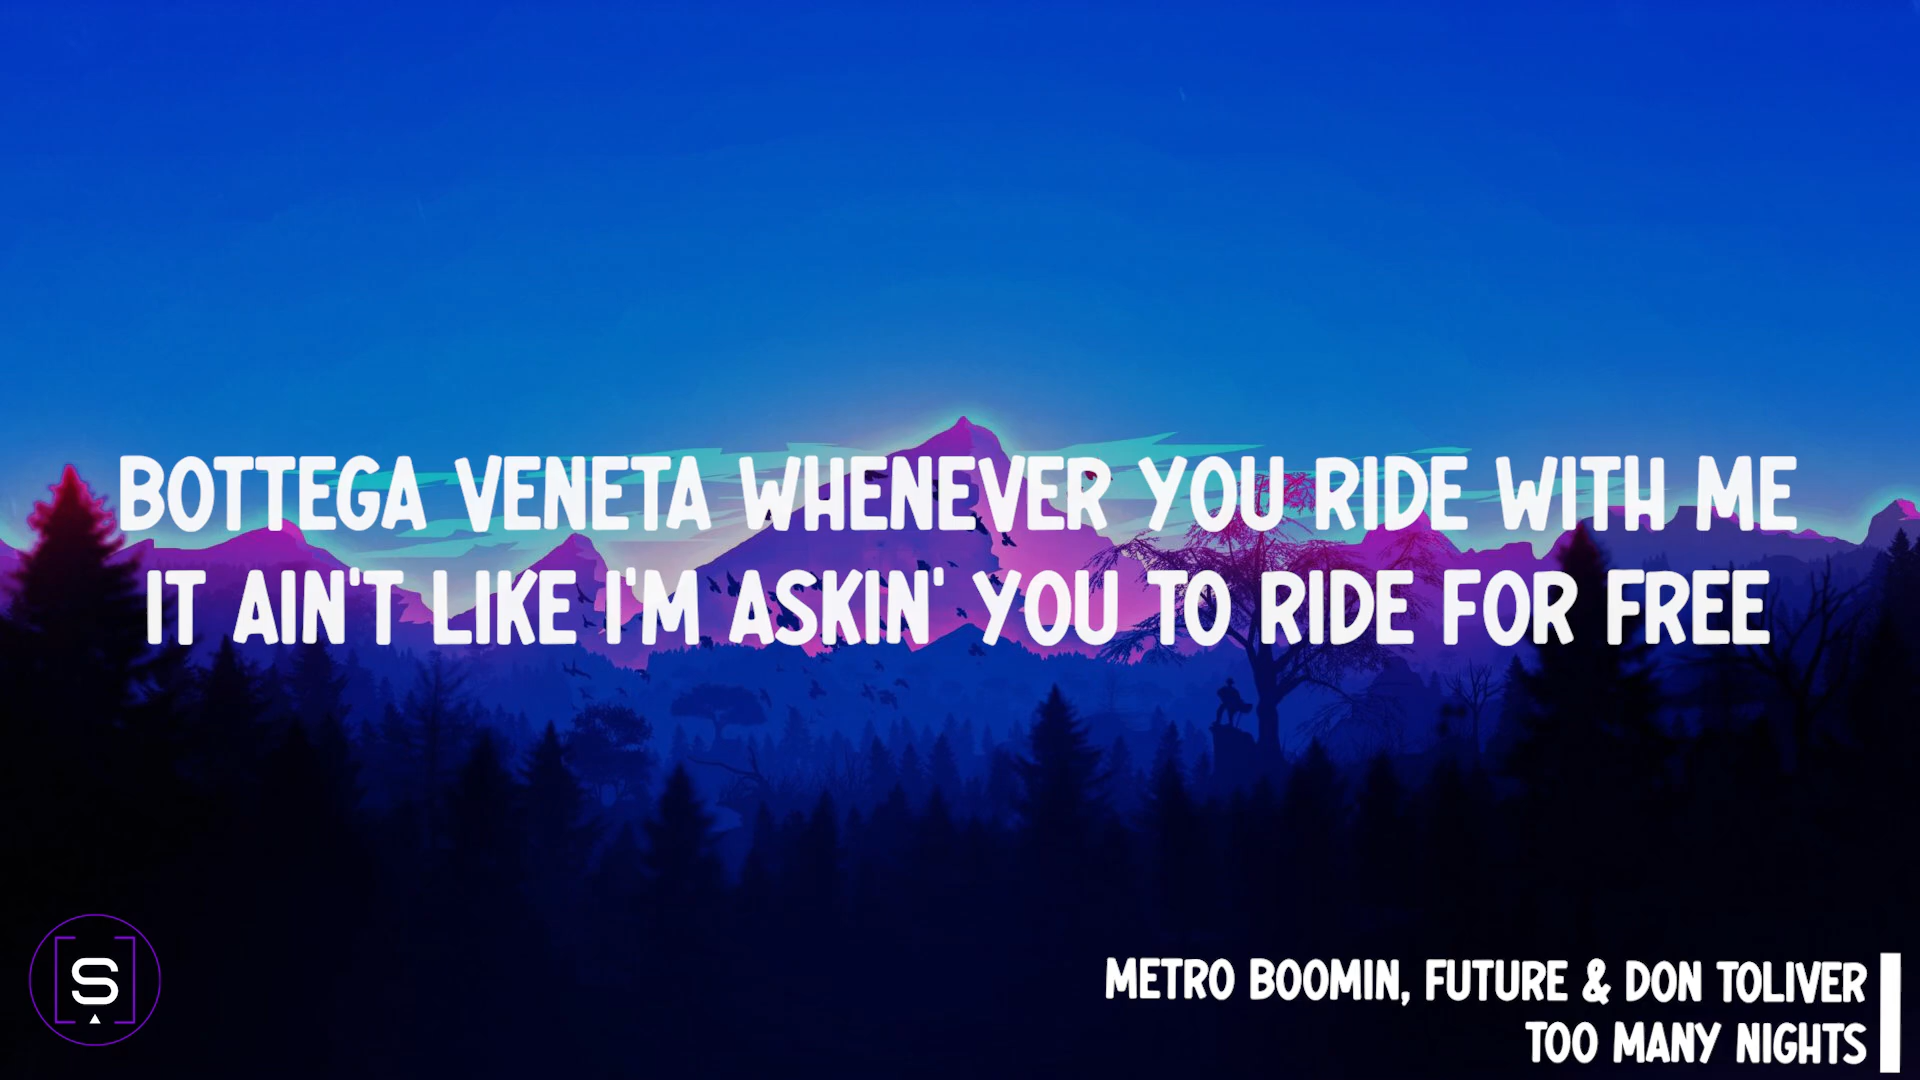 BOTTEGA VENETA WHENEVER YOU RIDE WITH ME
IT AIN'T LIKE I'M ASKIN' YOU TO RIDE FOR FREE
S
METRO BOOMIN, FUTURE & DON TOLIVER
TOO MANY NIGHTS